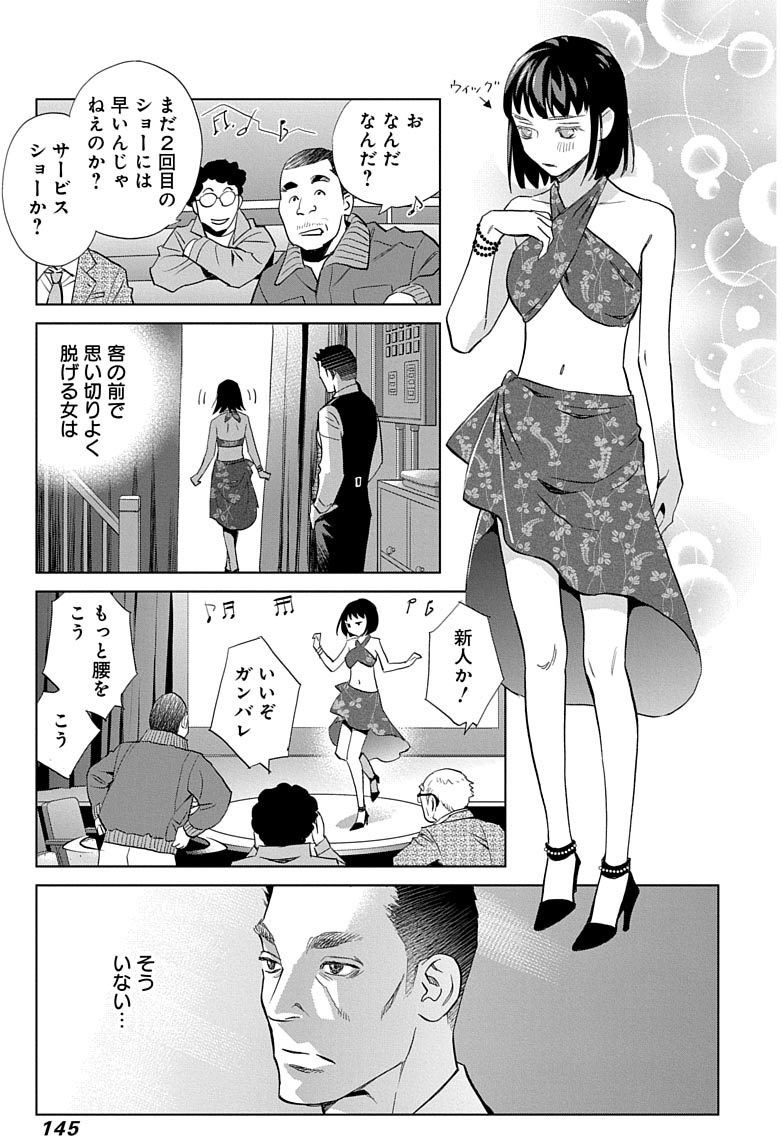 ウィッグ
お
なんだ
なんだ？
まだ２回目の
ショーには
早いんじゃ
ねえのか？
サービス
ショーか？
客の前で
思い切りよく
脱げる女は
新人か！
いいぞ
ガンバレ
もっと腰を
こう
こう
そう
いない…
145